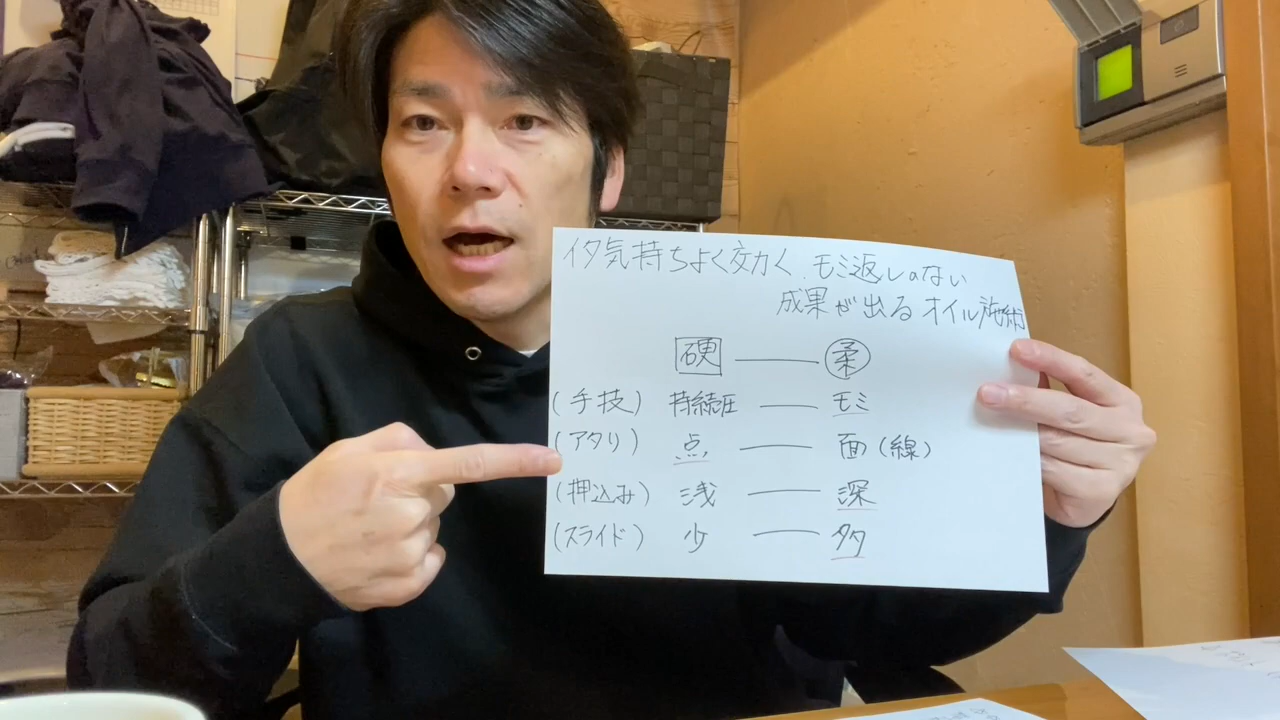 イタ気持ちよく効く、モミ返しのない
成果が出る オイル施術
硬 ― 柔
(手技) 持続圧 ― モミ
(アタリ) 点 ― 面(線)
(押込み) 浅 ― 深
(スライド) 少 ― 多